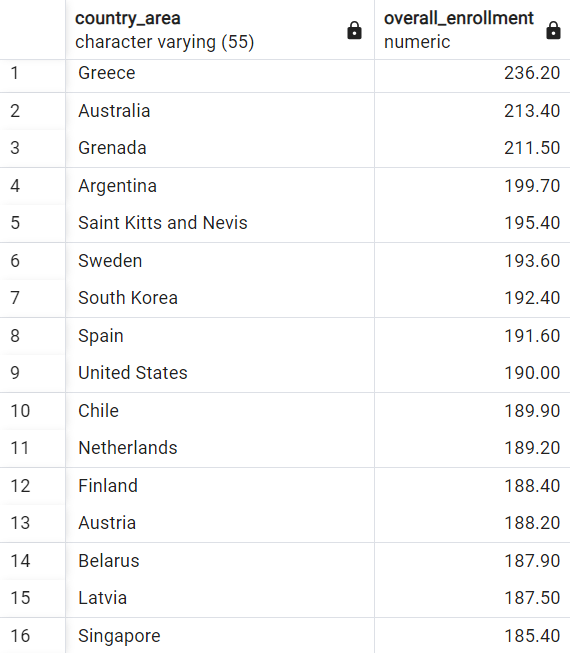 country_area overall_enrollment
character varying (55) numeric
1 Greece 236.20
2 Australia 213.40
3 Grenada 211.50
4 Argentina 199.70
5 Saint Kitts and Nevis 195.40
6 Sweden 193.60
7 South Korea 192.40
8 Spain 191.60
9 United States 190.00
10 Chile 189.90
11 Netherlands 189.20
12 Finland 188.40
13 Austria 188.20
14 Belarus 187.90
15 Latvia 187.50
16 Singapore 185.40